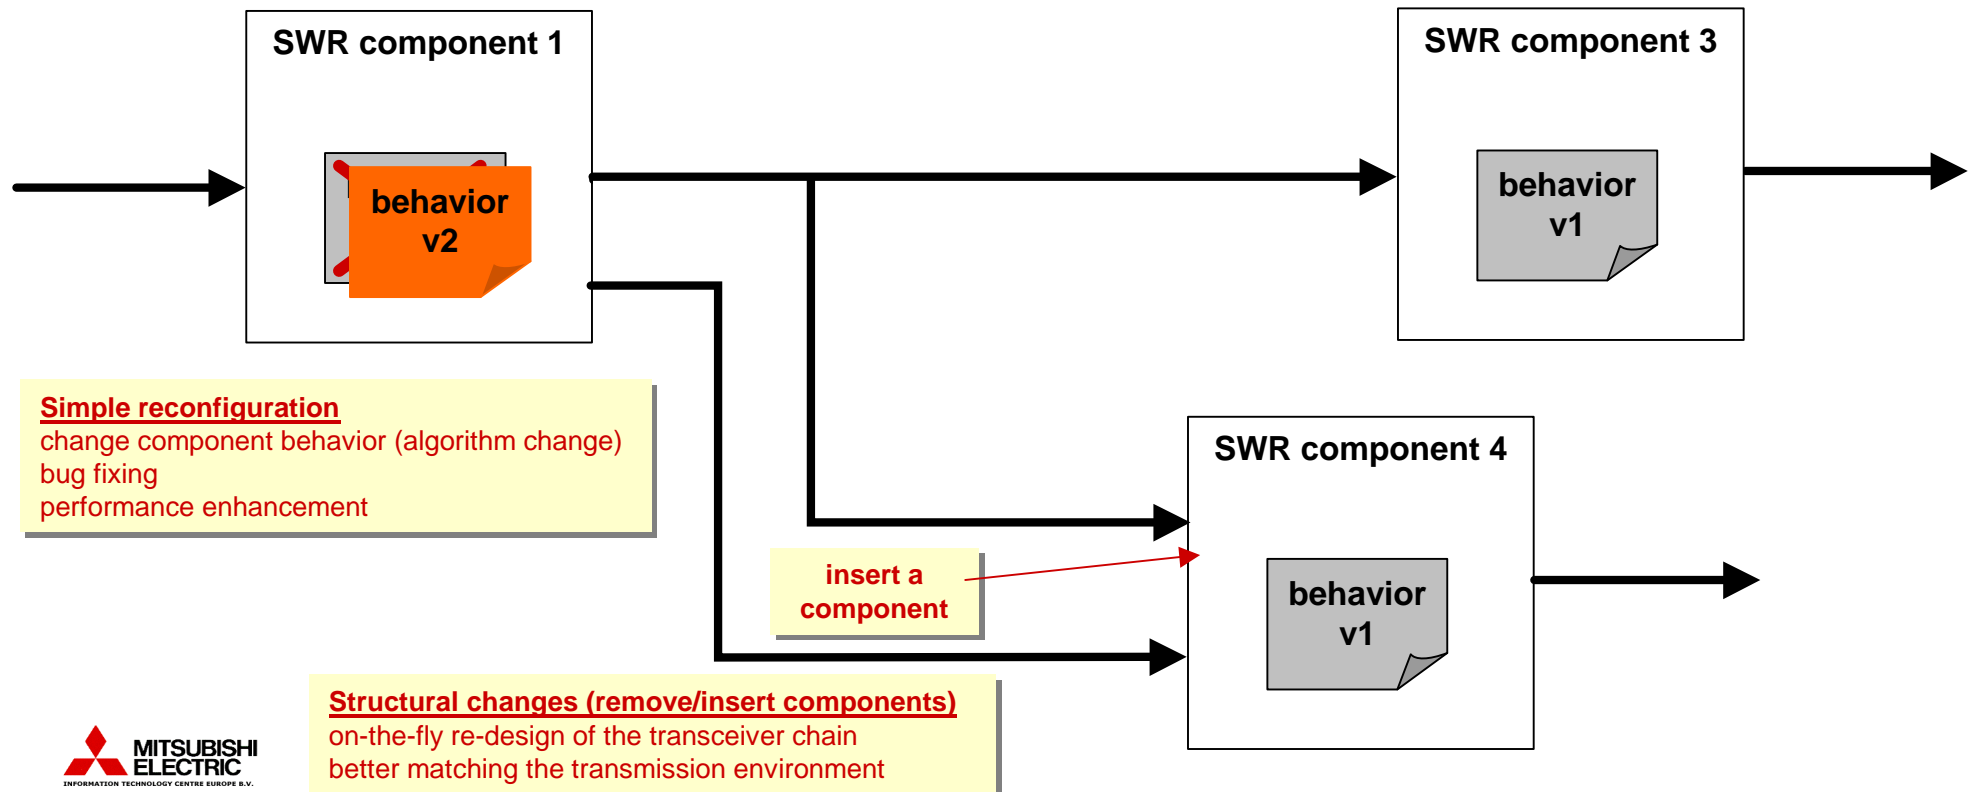 SWR component 1
behavior
v2
SWR component 3
behavior
v1
Simple reconfiguration
change component behavior (algorithm change)
bug fixing
performance enhancement
SWR component 4
insert a
component
behavior
v1
Structural changes (remove/insert components)
on-the-fly re-design of the transceiver chain
better matching the transmission environment
MITSUBISHI
ELECTRIC
INFORMATION TECHNOLOGY CENTRE EUROPE B.V.